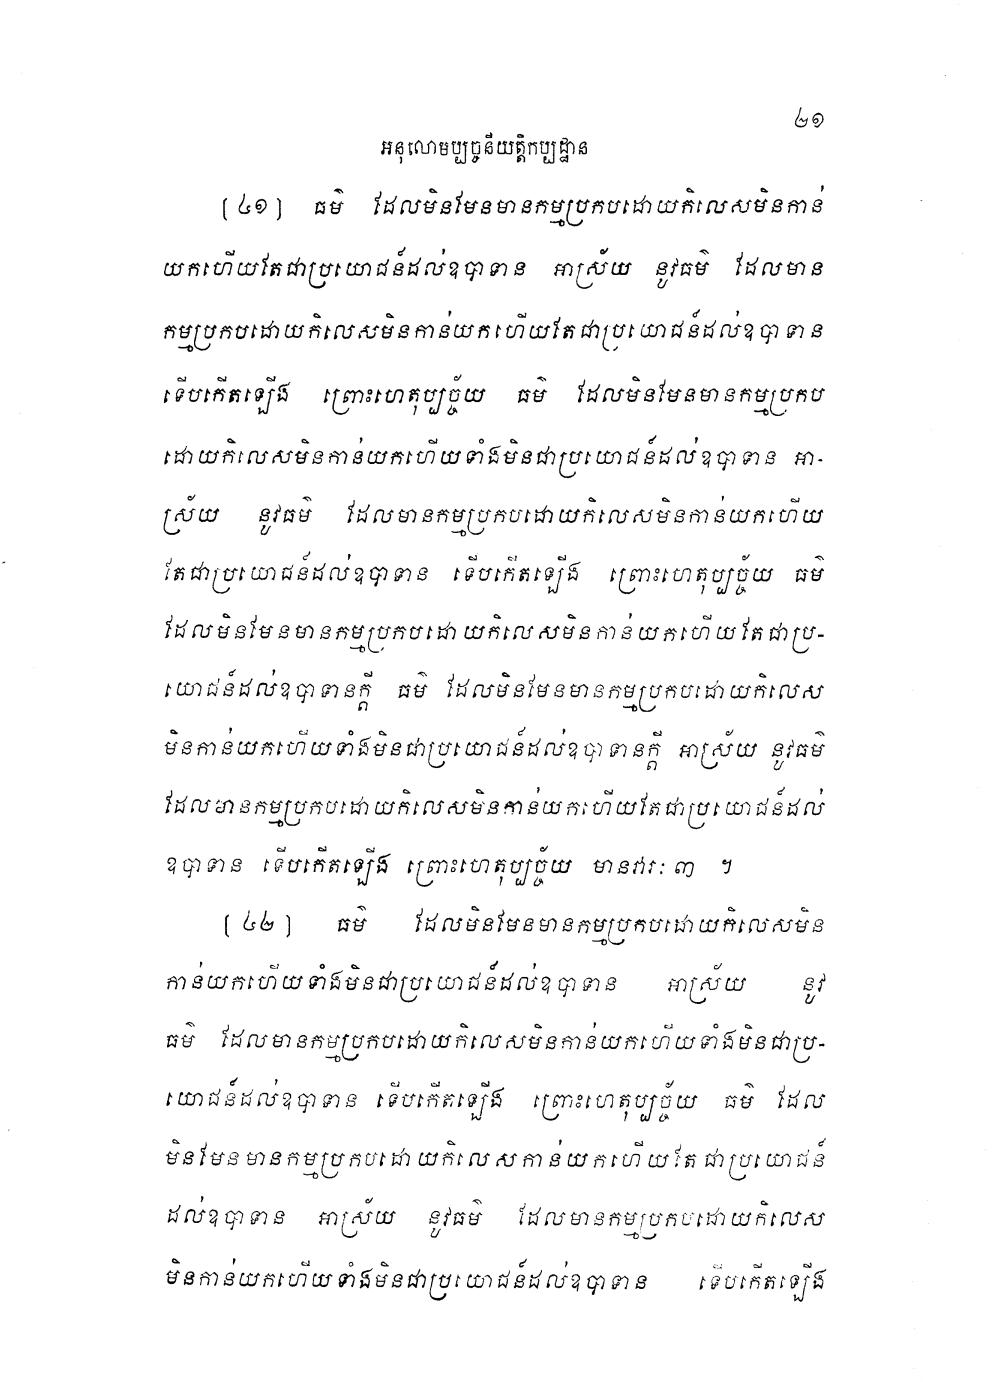 ៤១
អនុលោមប្បច្ចនីយត្តិកប្បដ្ឋាន
[៤១] ធម៌ ដែលមិនមែនមានកម្មប្រកបដោយកិលេសមិនកាន់
យកហើយតែជាប្រយោជន៍ដល់ឧបាទាន អាស្រ័យ នូវធម៌ ដែលមាន
កម្មប្រកបដោយកិលេសមិនកាន់យកហើយតែជាប្រយោជន៍ដល់ឧបាទាន
ទើបកើតឡើង ព្រោះហេតុប្បច្ច័យ ធម៌ ដែលមិនមែនមានកម្មប្រកប
ដោយកិលេសមិនកាន់យកហើយទាំងមិនជាប្រយោជន៍ដល់ឧបាទាន អា-
ស្រ័យ នូវធម៌ ដែលមានកម្មប្រកបដោយកិលេសមិនកាន់យកហើយ
តែជាប្រយោជន៍ដល់ឧបាទាន ទើបកើតឡើង ព្រោះហេតុប្បច្ច័យ ធម៌
ដែលមិនមែនមានកម្មប្រកបដោយកិលេសមិនកាន់យកហើយតែជាប្រ-
យោជន៍ដល់ឧបាទានក្តី ធម៌ ដែលមិនមែនមានកម្មប្រកបដោយកិលេស
មិនកាន់យកហើយទាំងមិនជាប្រយោជន៍ដល់ឧបាទានក្តី អាស្រ័យ នូវធម៌
ដែលមានកម្មប្រកបដោយកិលេសមិនកាន់យកហើយតែជាប្រយោជន៍ដល់
ឧបាទាន ទើបកើតឡើង ព្រោះហេតុប្បច្ច័យ មានវារៈ ៣ ។
[៤២] ធម៌ ដែលមិនមែនមានកម្មប្រកបដោយកិលេសមិន
កាន់យកហើយទាំងមិនជាប្រយោជន៍ដល់ឧបាទាន អាស្រ័យ នូវ
ធម៌ ដែលមានកម្មប្រកបដោយកិលេសមិនកាន់យកហើយទាំងមិនជាប្រ-
យោជន៍ដល់ឧបាទាន ទើបកើតឡើង ព្រោះហេតុប្បច្ច័យ ធម៌ ដែល
មិនមែនមានកម្មប្រកបដោយកិលេសកាន់យកហើយតែជាប្រយោជន៍
ដល់ឧបាទាន អាស្រ័យ នូវធម៌ ដែលមានកម្មប្រកបដោយកិលេស
មិនកាន់យកហើយទាំងមិនជាប្រយោជន៍ដល់ឧបាទាន ទើបកើតឡើង